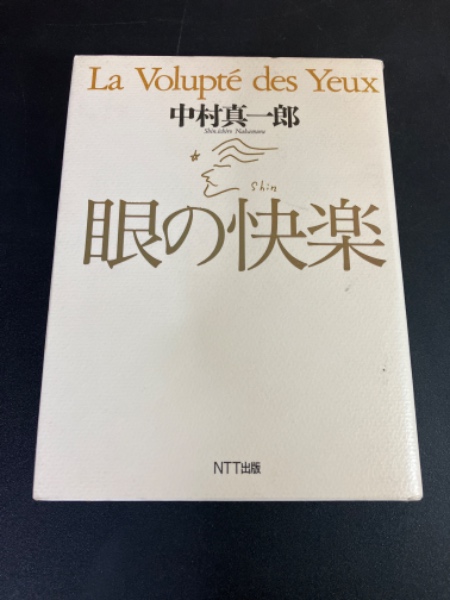 La Volupté des Yeux
中村真一郎
Shin.ichiro Nakamura
Shin
眼の快楽
NTT出版